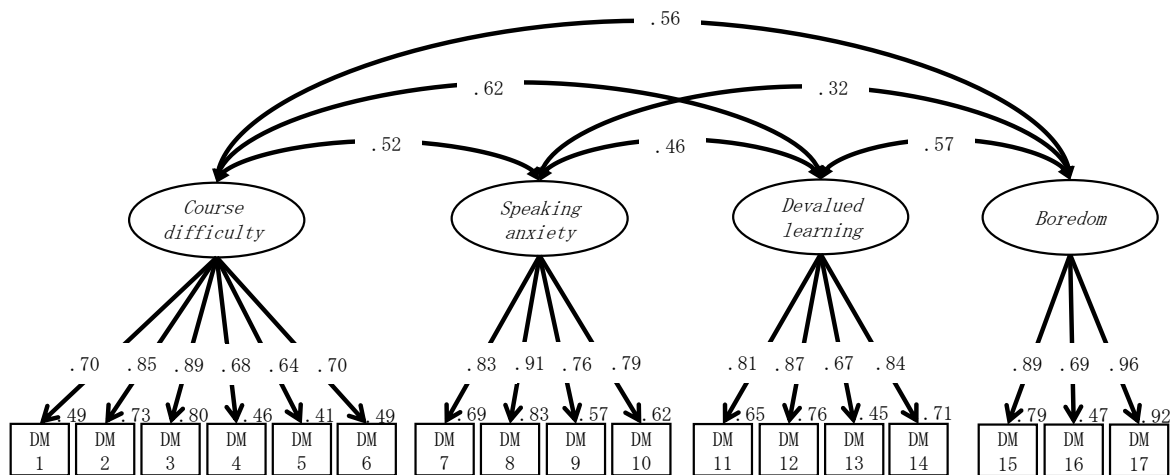 .56
.62
.32
.52
.46
.57
Course
difficulty
Speaking
anxiety
Devalued
learning
Boredom
.70 .85 .89 .68 .64 .70
.83 .91 .76 .79
.81 .87 .67 .84
.89 .69 .96
.49 .73 .80 .46 .41 .49
.69 .83 .57 .62
.65 .76 .45 .71
.79 .47 .92
DM
1
DM
2
DM
3
DM
4
DM
5
DM
6
DM
7
DM
8
DM
9
DM
10
DM
11
DM
12
DM
13
DM
14
DM
15
DM
16
DM
17